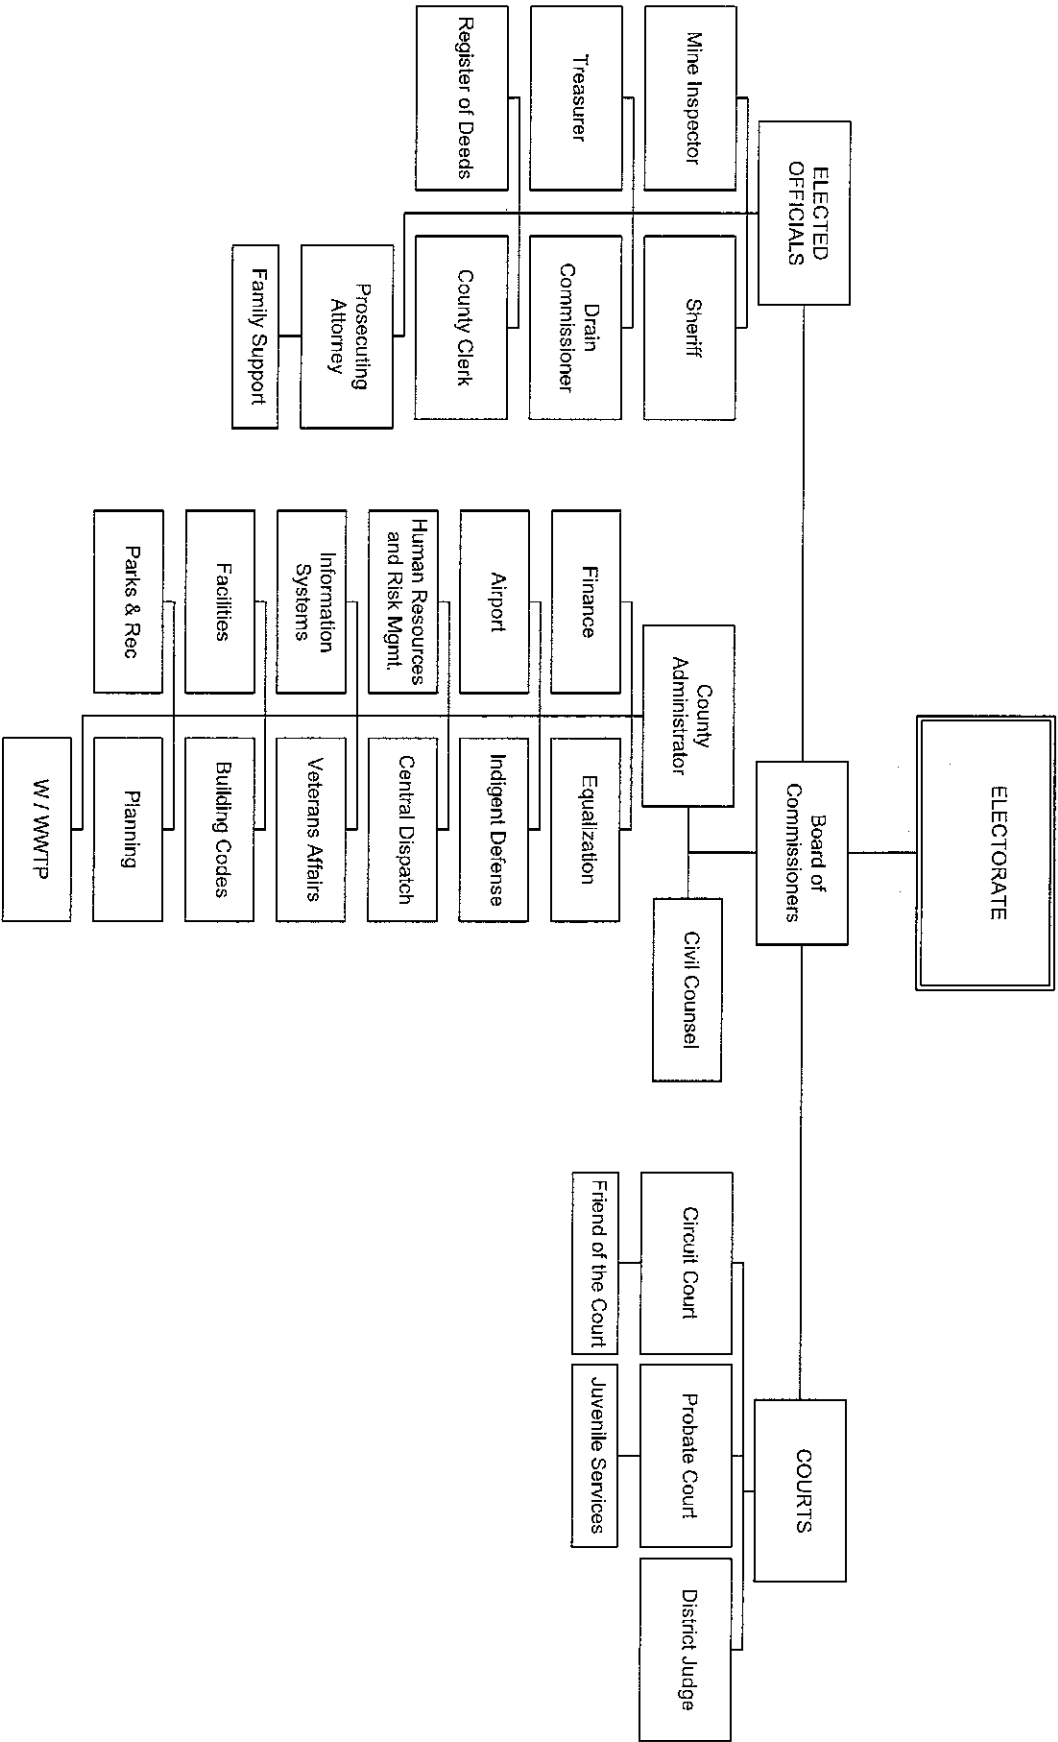 ELECTORATE
Board of
Commissioners
ELECTED
OFFICIALS
Mine Inspector
Sheriff
Treasurer
Drain
Commissioner
Register of Deeds
County Clerk
Prosecuting
Attorney
Family Support
County
Administrator
Civil Counsel
Finance
Equalization
Airport
Indigent Defense
Human Resources
and Risk Mgmt.
Central Dispatch
Information
Systems
Veterans Affairs
Facilities
Building Codes
Parks & Rec
Planning
W / WWTP
COURTS
Circuit Court
Probate Court
District Judge
Friend of the Court
Juvenile Services